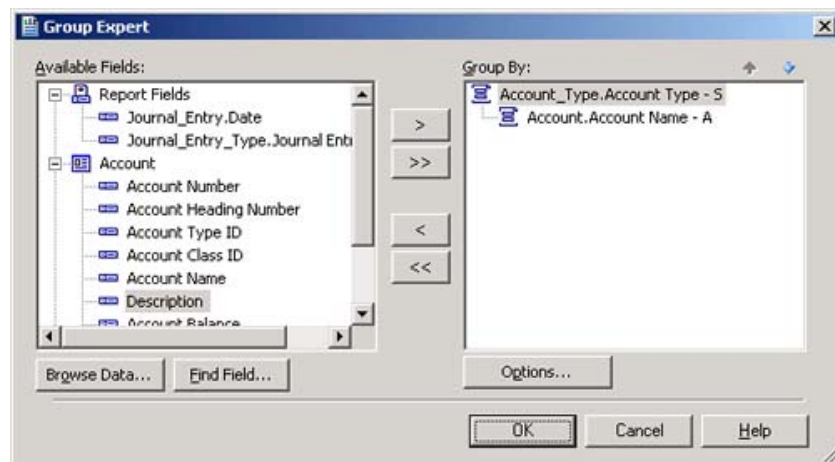 Group Expert
Available Fields:
Report Fields
Journal_Entry.Date
Journal_Entry_Type.Journal Entr
Account
Account Number
Account Heading Number
Account Type ID
Account Class ID
Account Name
Description
Account Balance
>
>>
<
<<
Group By:
Account_Type.Account Type - S
Account.Account Name - A
Browse Data...
Find Field...
Options...
OK
Cancel
Help